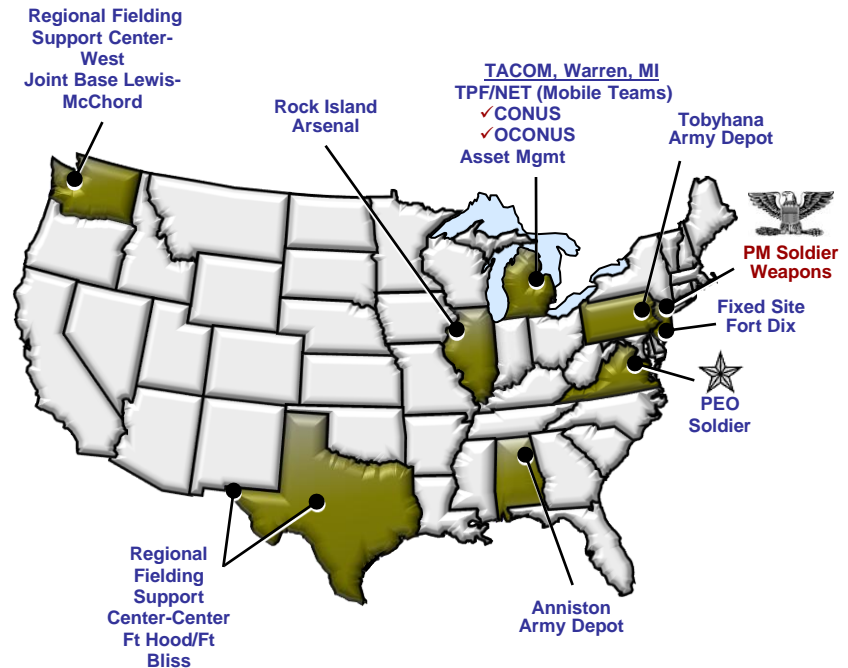 Regional Fielding
Support Center-
West
Joint Base Lewis-
McChord
Rock Island
Arsenal
TACOM, Warren, MI
TPF/NET (Mobile Teams)
✓CONUS
✓OCONUS
Asset Mgmt
Tobyhana
Army Depot
PM Soldier
Weapons
Fixed Site
Fort Dix
PEO
Soldier
Regional
Fielding
Support
Center-Center
Ft Hood/Ft
Bliss
Anniston
Army Depot